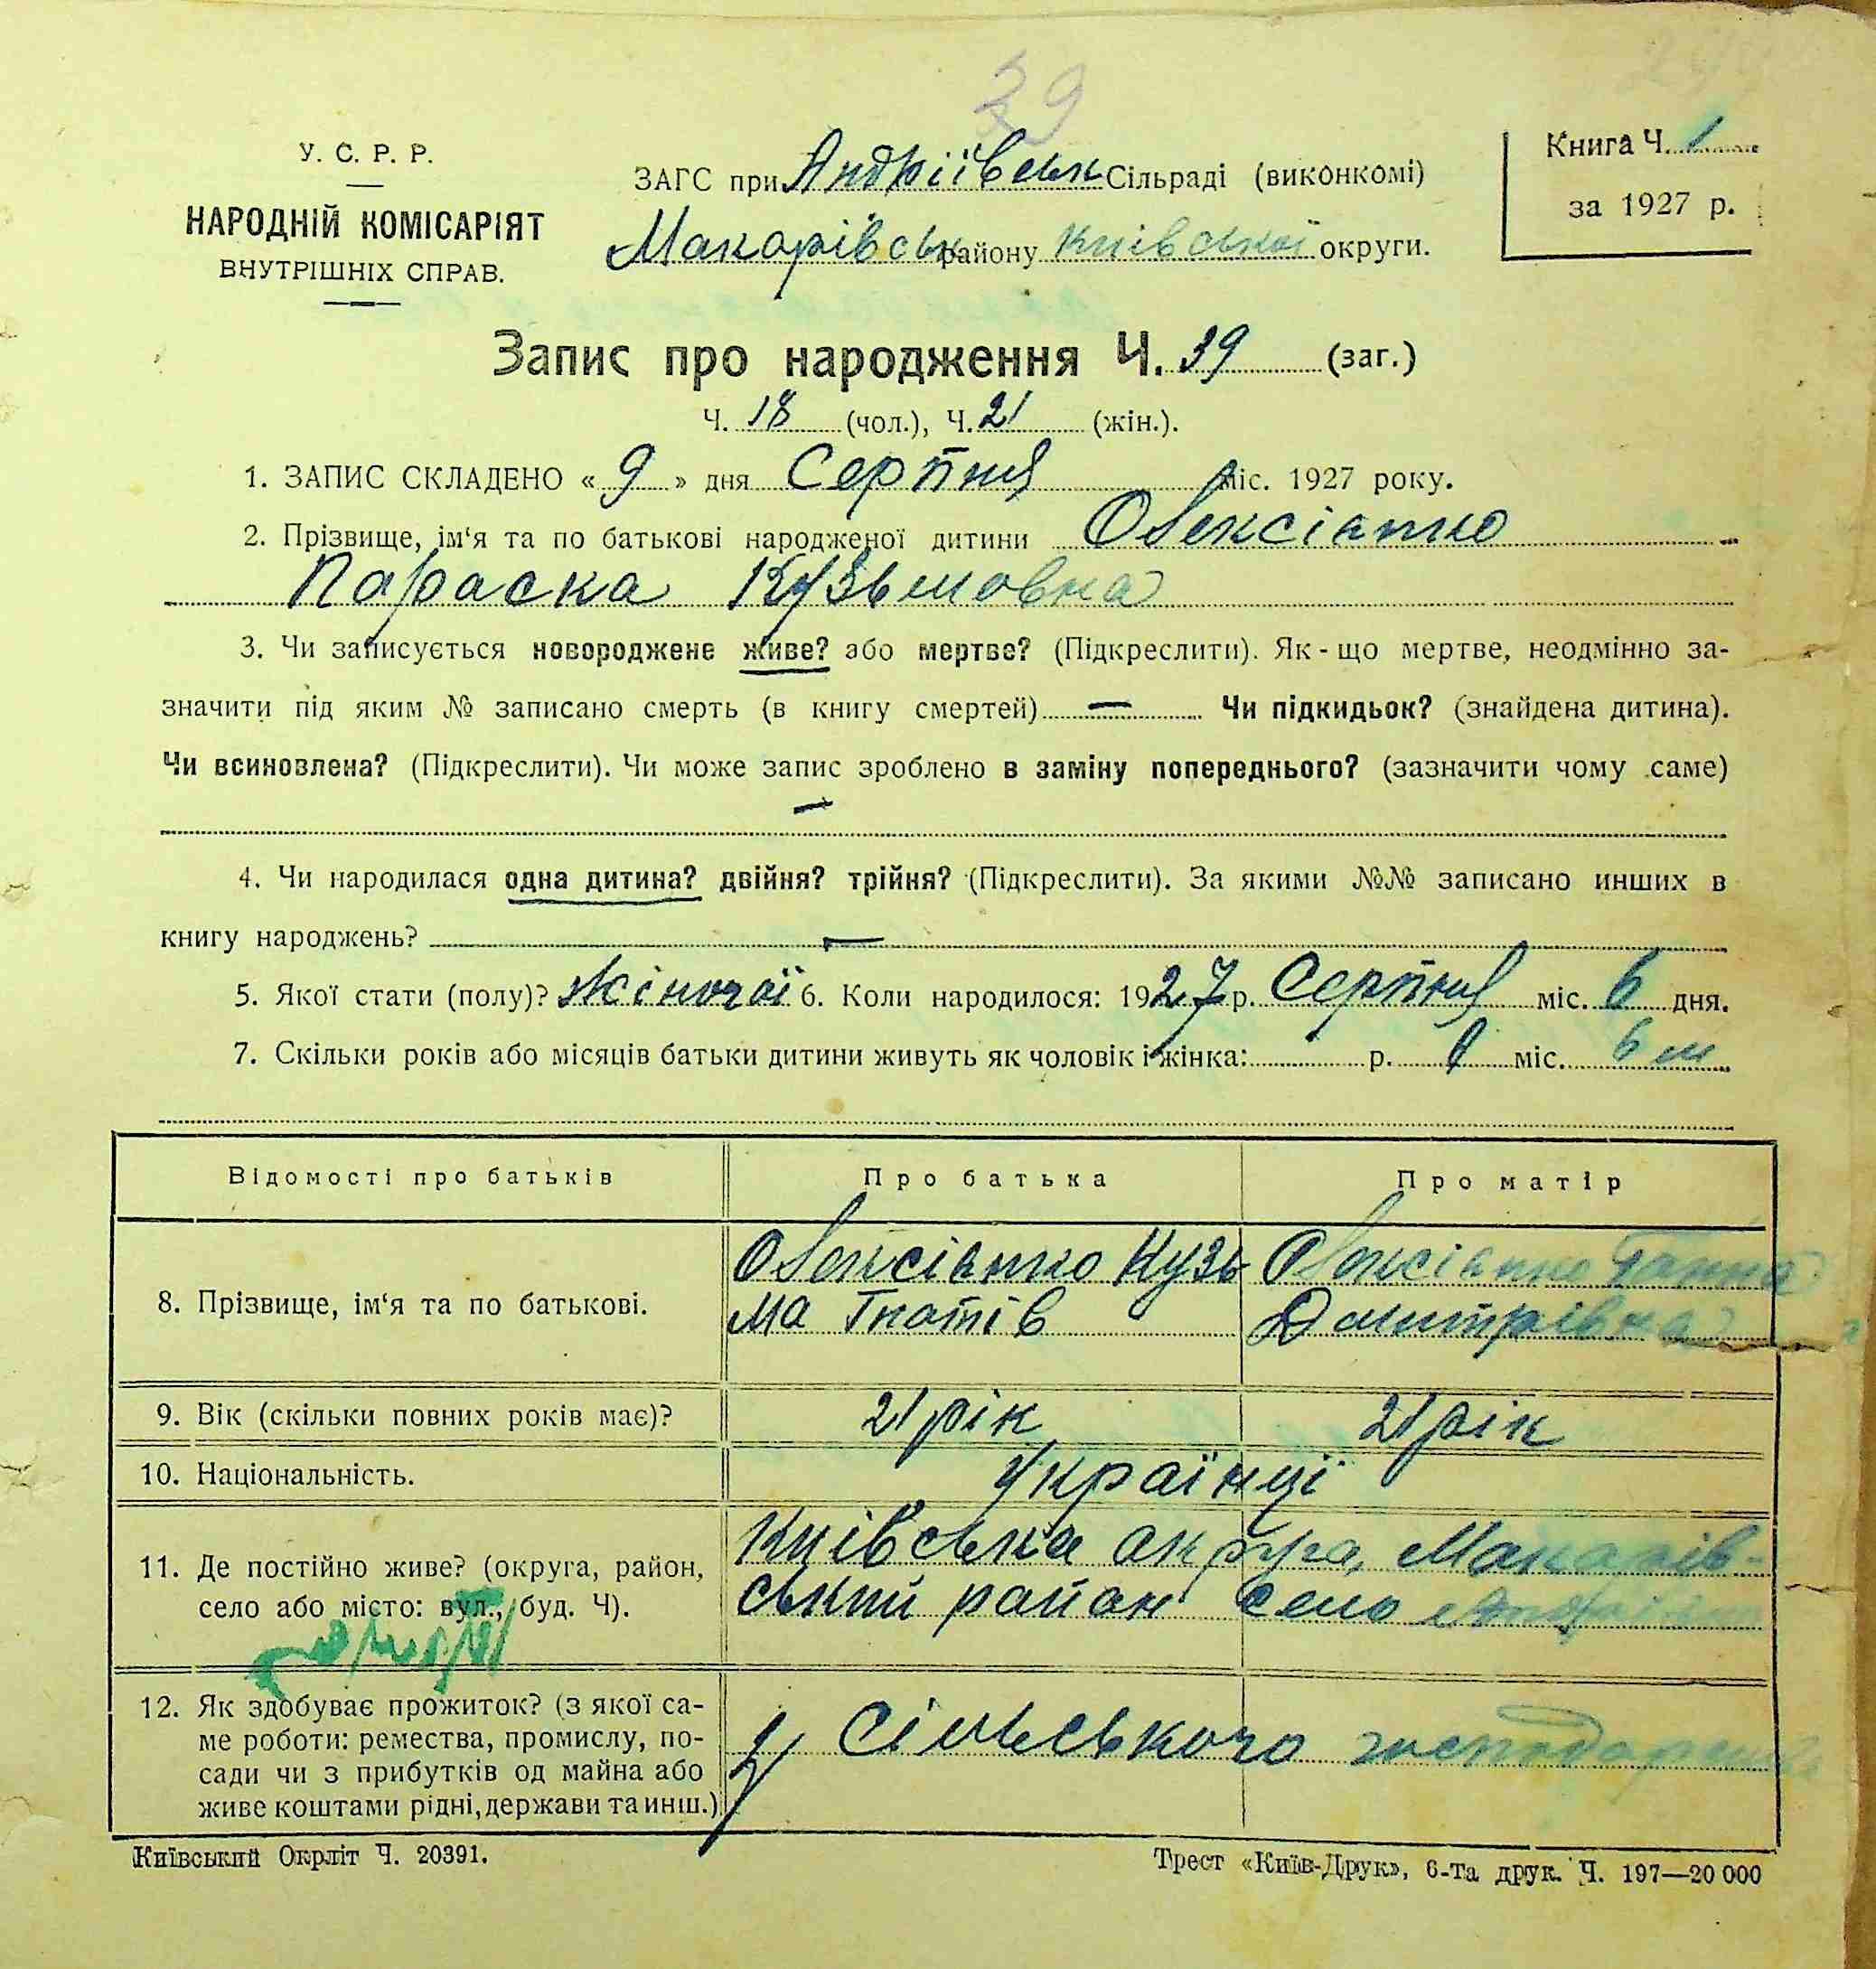 39
У. С. Р. Р.
НАРОДНІЙ КОМІСАРІЯТ
ВНУТРІШНІХ СПРАВ.
ЗАГС при Андріївськ Сільраді (виконкомі)
Макарівськ району Київської округи.
Книга Ч. 1
за 1927 р.
Запис про народження Ч. 39 (заг.)
Ч. 18 (чол.), Ч. 21 (жін.).
1. ЗАПИС СКЛАДЕНО « 9 » дня Серпня міс. 1927 року.
2. Прізвище, ім‘я та по батькові народженої дитини Олексієнко
Параска Кузьмовна
3. Чи записується новороджене живе? або мертве? (Підкреслити). Як-що мертве, неодмінно за-
значити під яким № записано смерть (в книгу смертей) — Чи підкидьок? (знайдена дитина).
Чи всиновлена? (Підкреслити). Чи може запис зроблено в заміну попереднього? (зазначити чому саме)
—
4. Чи народилася одна дитина? двійня? трійня? (Підкреслити). За якими №№ записано инших в
книгу народжень? —
5. Якої стати (полу)? Жіночої 6. Коли народилося: 1927 р. Серпня міс. 6 дня.
7. Скільки років або місяців батьки дитини живуть як чоловік і жінка: р. міс. 6 м
Відомості про батьків
Про батька
Про матір
8. Прізвище, ім‘я та по батькові.
Олексієнко Кузь
ма Гнатів
Олексієнко Ганна
Дмитрівна
9. Вік (скільки повних років має)?
21 рік
21 рік
10. Національність.
Українці
11. Де постійно живе? (округа, район,
село або місто: вул., буд. Ч).
Київська округа, Макарів-
ський район село
12. Як здобуває прожиток? (з якої са-
ме роботи: ремества, промислу, по-
сади чи з прибутків од майна або
живе коштами рідні, держави та инш.)
З Сільського господарства
Київський Окрліт Ч. 20391.
Трест «Київ-Друк», 6-та друк. Ч. 197—20 000